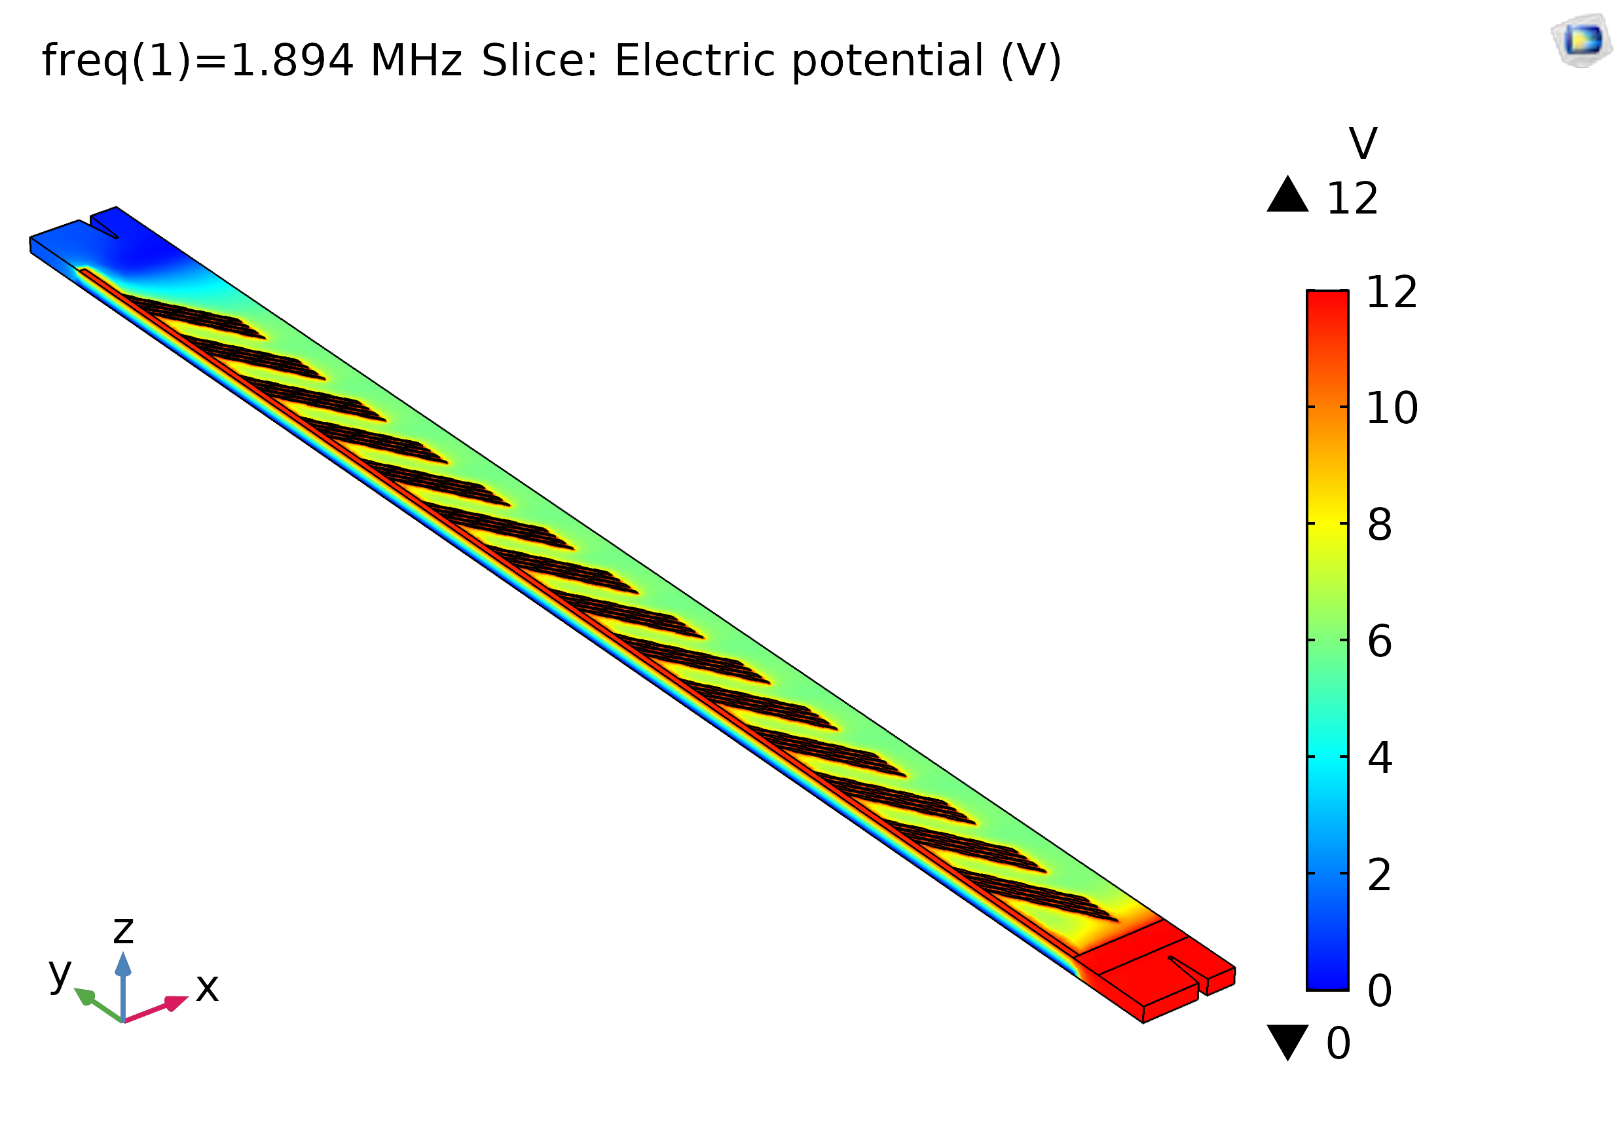 freq(1)=1.894 MHz Slice: Electric potential (V)
V
▲ 12
12
10
8
6
4
2
0
▼ 0
z
y
x